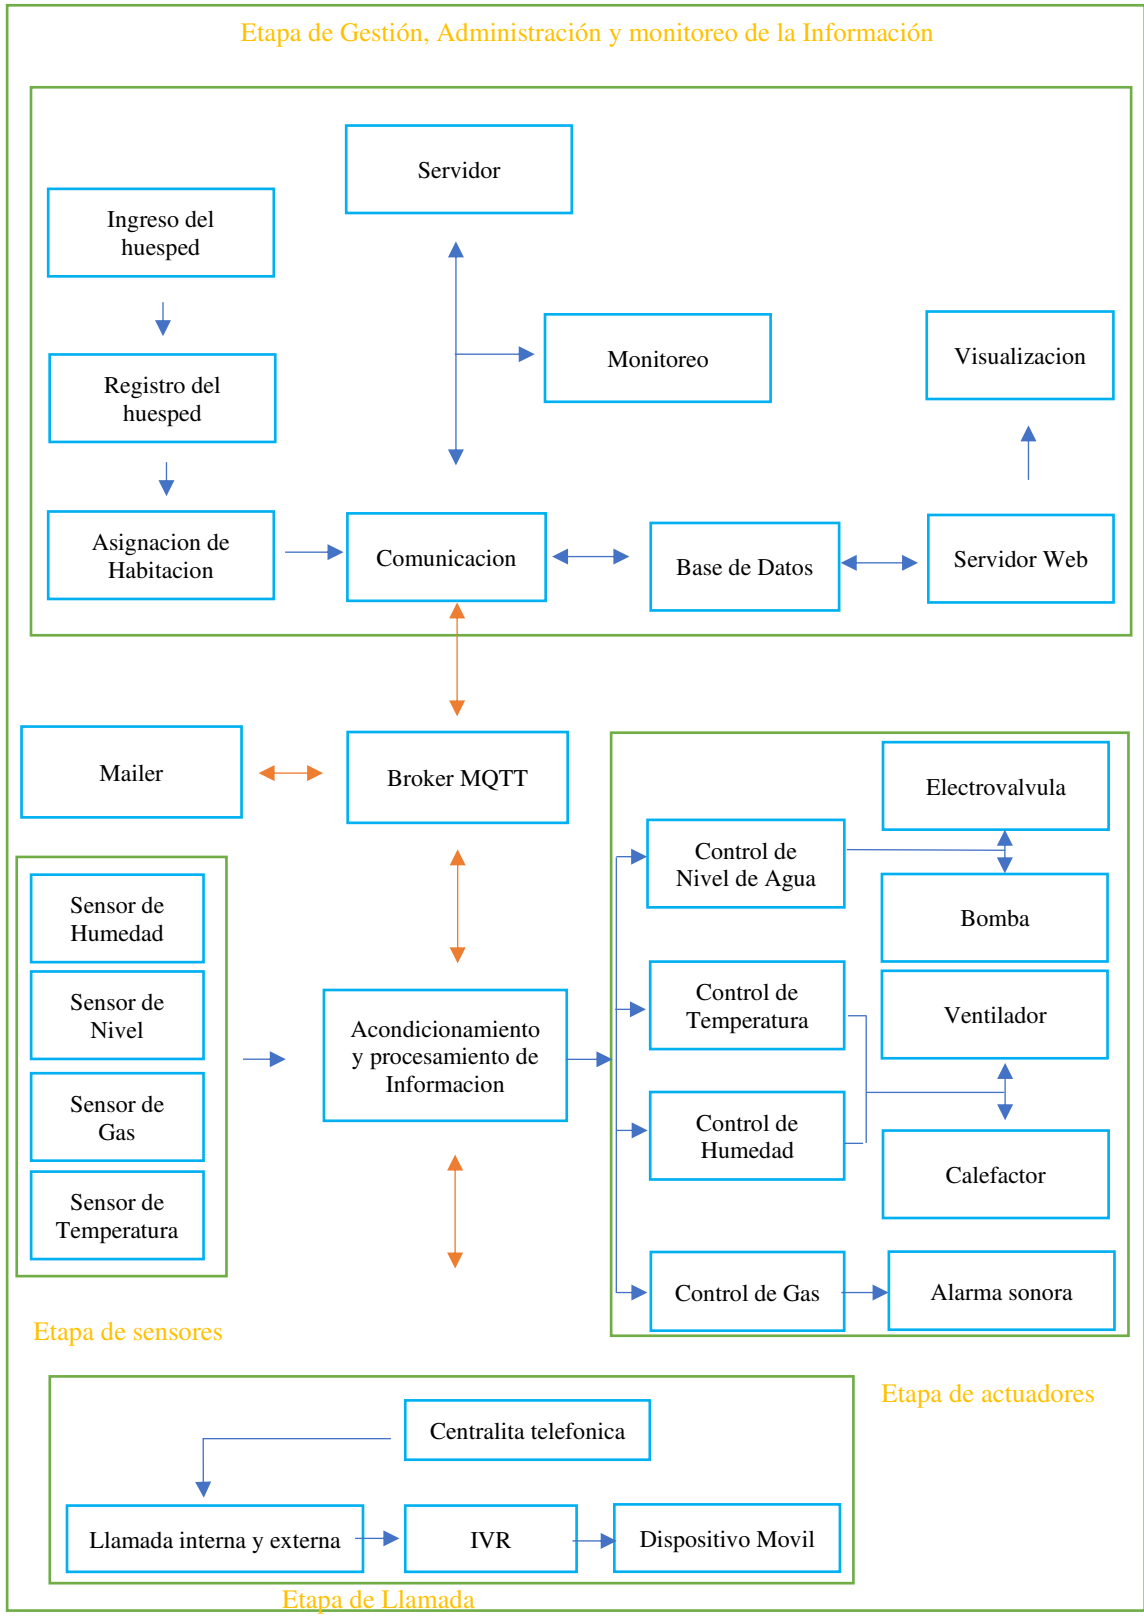 Etapa de Gestión, Administración y monitoreo de la Información
Servidor
Ingreso del
huesped
Monitoreo
Visualizacion
Registro del
huesped
Asignacion de
Habitacion
Comunicacion
Base de Datos
Servidor Web
Mailer
Broker MQTT
Electrovalvula
Control de
Nivel de Agua
Bomba
Sensor de
Humedad
Sensor de
Nivel
Sensor de
Gas
Sensor de
Temperatura
Acondicionamiento
y procesamiento de
Informacion
Control de
Temperatura
Ventilador
Control de
Humedad
Calefactor
Control de Gas
Alarma sonora
Etapa de sensores
Etapa de actuadores
Centralita telefonica
Llamada interna y externa
IVR
Dispositivo Movil
Etapa de Llamada